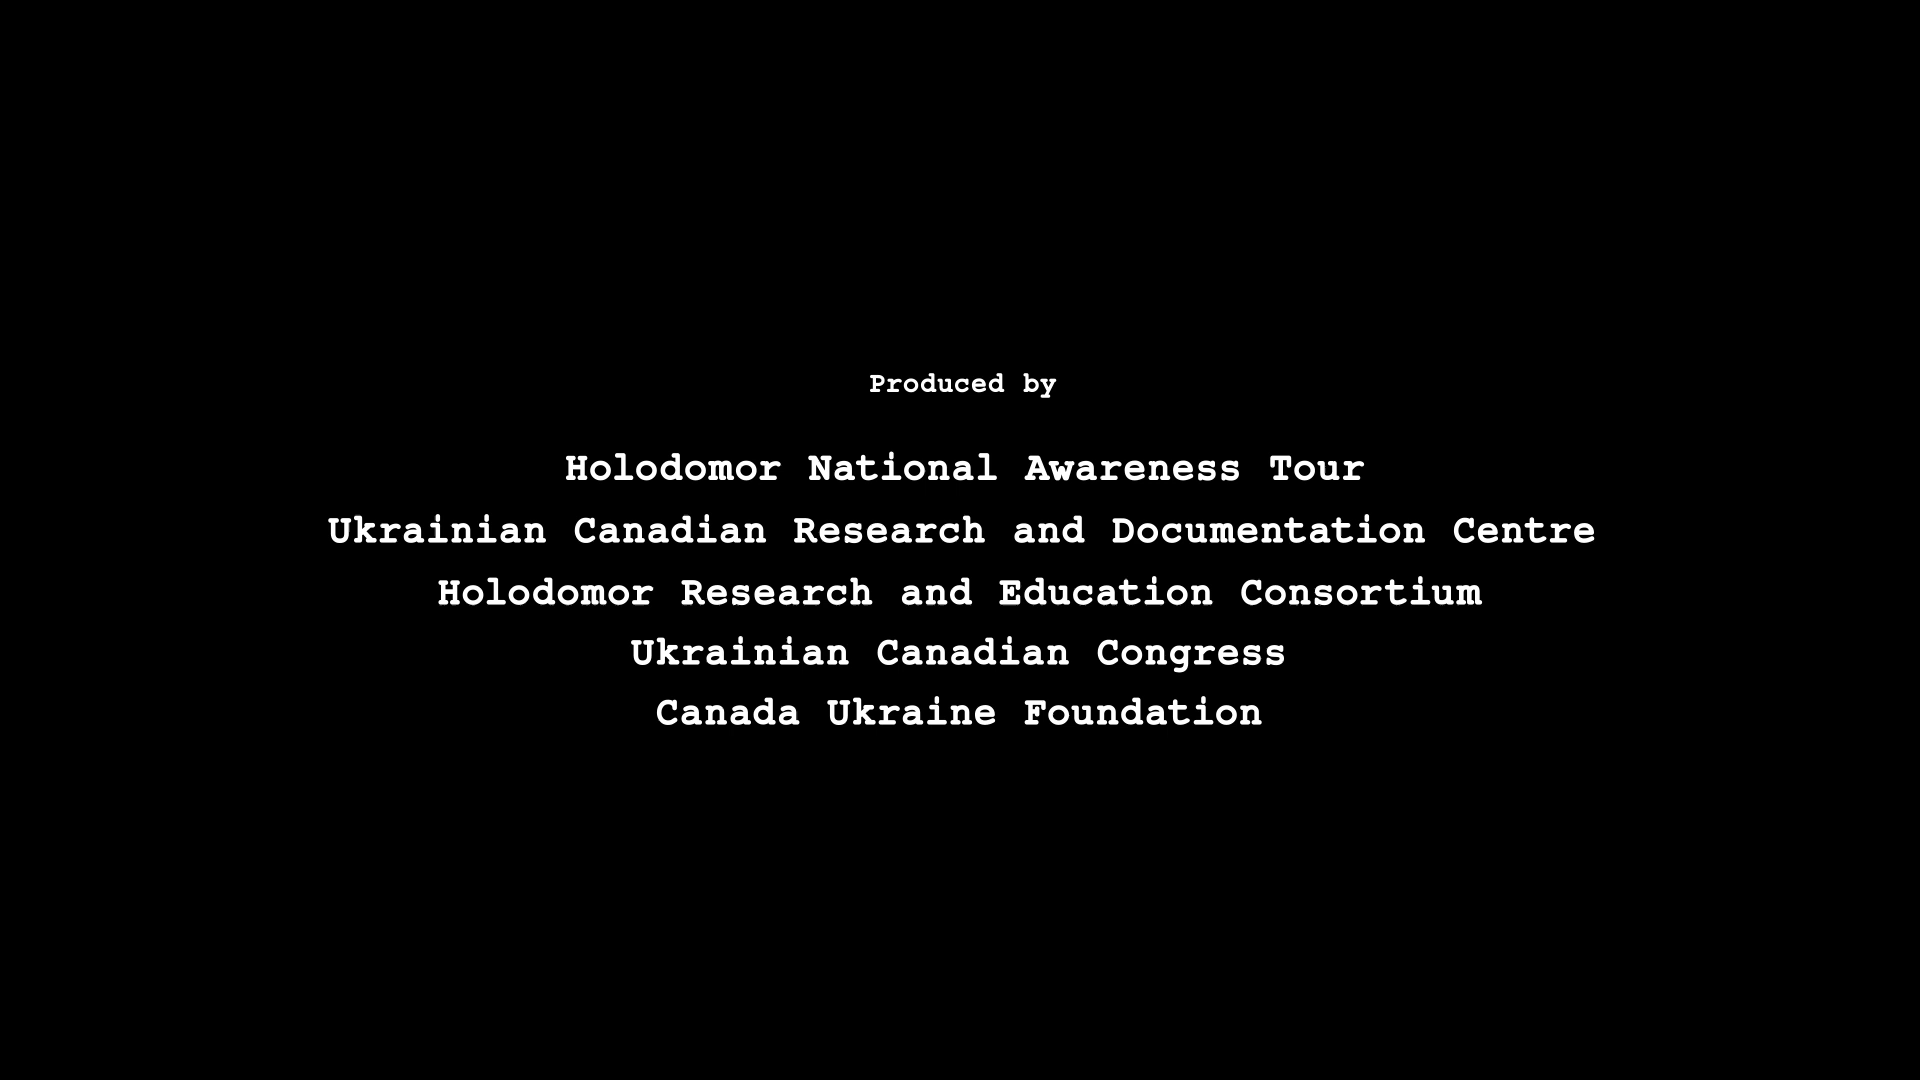 Produced by
Holodomor National Awareness Tour
Ukrainian Canadian Research and Documentation Centre
Holodomor Research and Education Consortium
Ukrainian Canadian Congress
Canada Ukraine Foundation